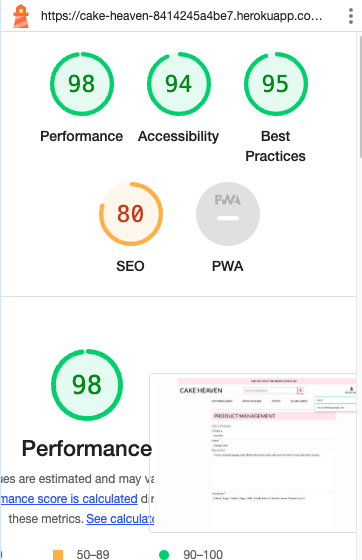 https://cake-heaven-8414245a4be7.herokuapp.co…
98
94
95
Performance
Accessibility
Best
Practices
80
PWA
SEO
PWA
98
Performance
ues are estimated and may va
mance score is calculated dir
these metrics. See calculat
CAKE HEAVEN
PRODUCT MANAGEMENT
50–89
90–100